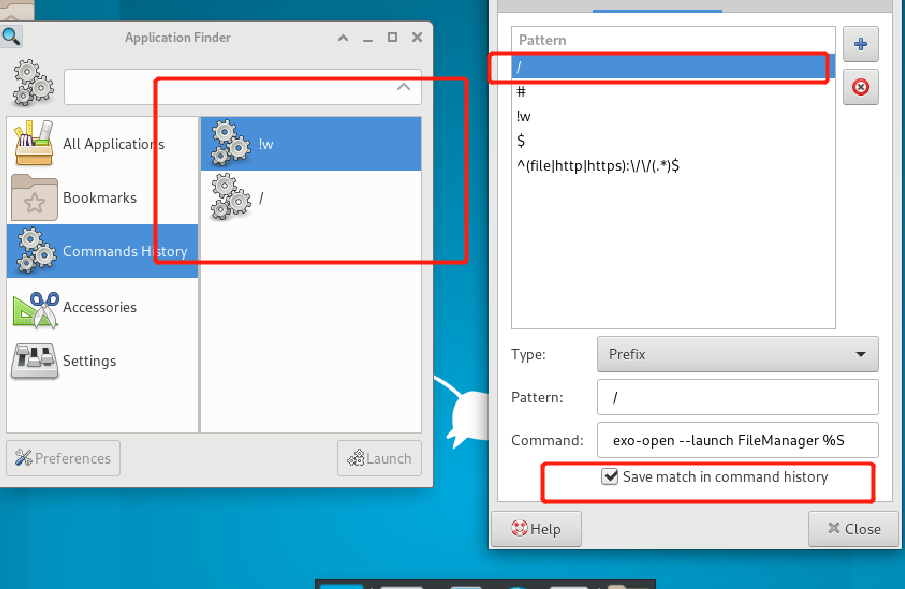 Application Finder
All Applications
Bookmarks
Commands History
Accessories
Settings
!w
/
Preferences
Launch
Pattern
/
#
!w
$
^(file|http|https):\/\/(.*)$
Type:
Prefix
Pattern:
/
Command:
exo-open --launch FileManager %S
Save match in command history
Help
Close